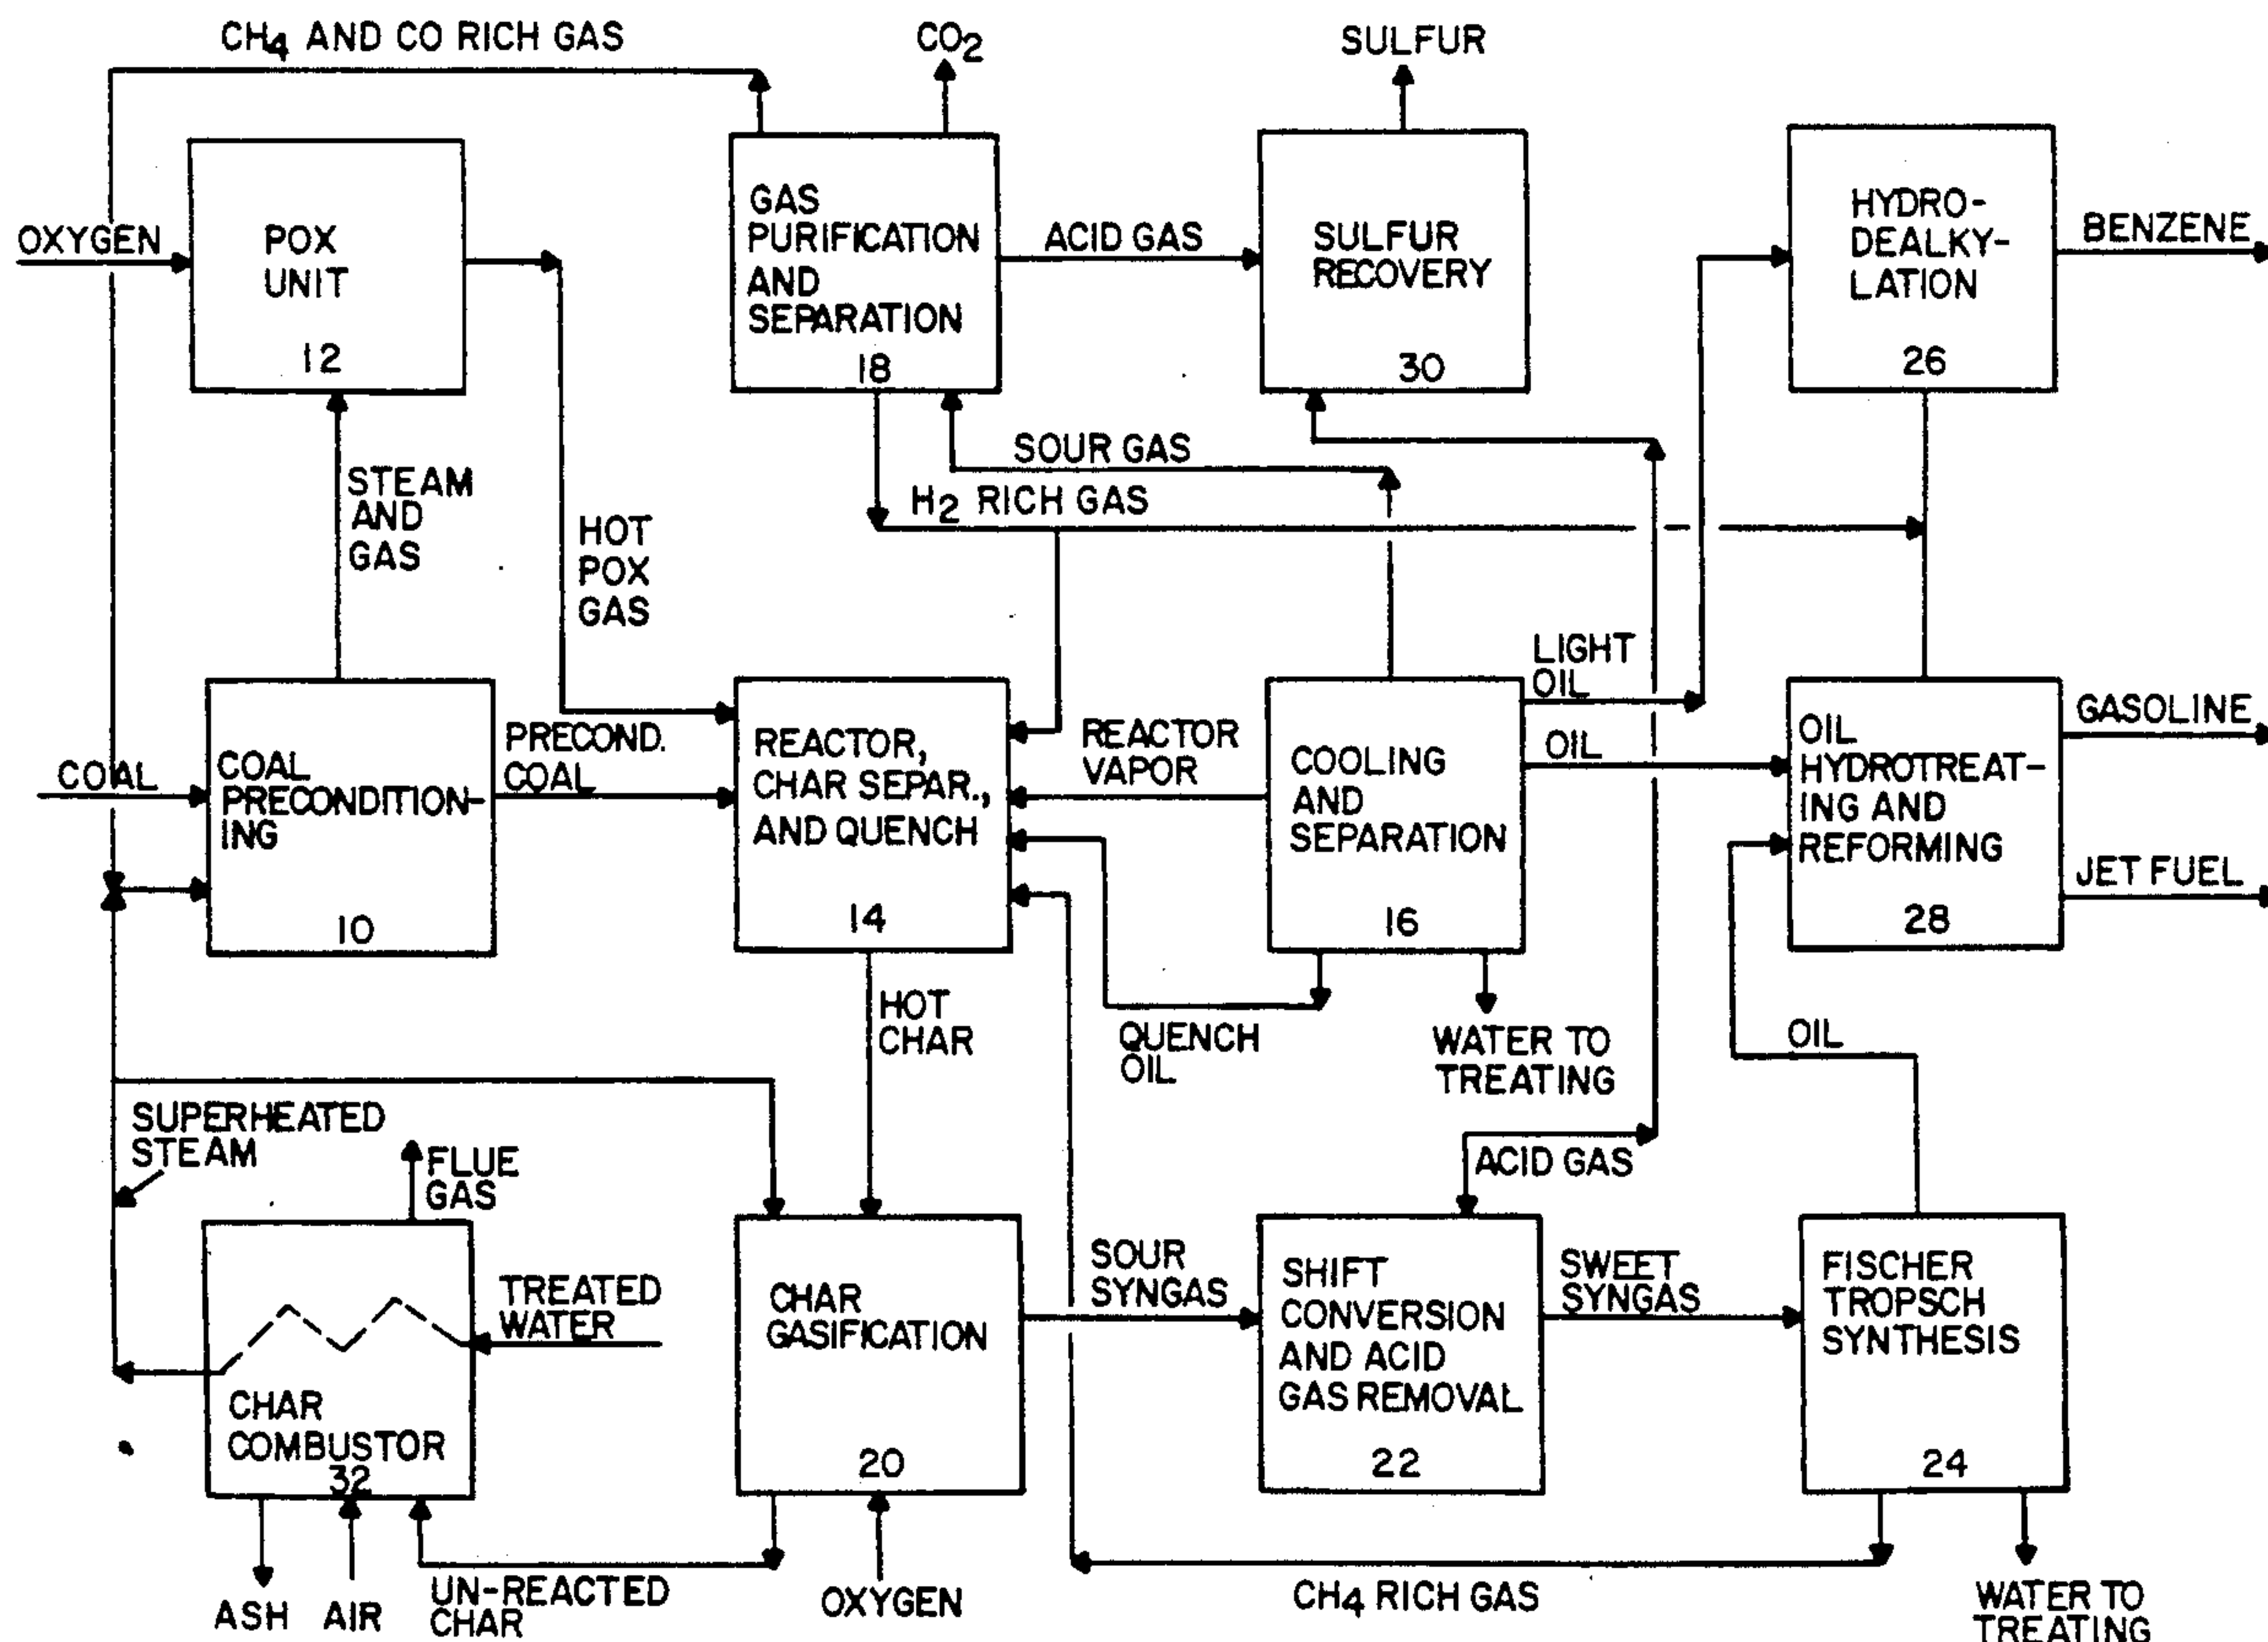 CH4 AND CO RICH GAS
CO2
SULFUR
OXYGEN
POX
UNIT
12
GAS
PURIFICATION
AND
SEPARATION
18
ACID GAS
SULFUR
RECOVERY
30
HYDRO-
DEALKY-
LATION
26
BENZENE
STEAM
AND
GAS
HOT
POX
GAS
SOUR GAS
H2 RICH GAS
LIGHT
OIL
COAL
COAL
PRECONDITION-
ING
10
PRECOND.
COAL
REACTOR,
CHAR SEPAR.,
AND QUENCH
14
REACTOR
VAPOR
COOLING
AND
SEPARATION
16
OIL
OIL
HYDROTREAT-
ING AND
REFORMING
28
GASOLINE
JET FUEL
HOT
CHAR
QUENCH
OIL
WATER TO
TREATING
OIL
SUPERHEATED
STEAM
FLUE
GAS
ACID GAS
TREATED
WATER
CHAR
COMBUSTOR
32
CHAR
GASIFICATION
20
SOUR
SYNGAS
SHIFT
CONVERSION
AND ACID
GAS REMOVAL
22
SWEET
SYNGAS
FISCHER
TROPSCH
SYNTHESIS
24
ASH
AIR
UN-REACTED
CHAR
OXYGEN
CH4 RICH GAS
WATER TO
TREATING